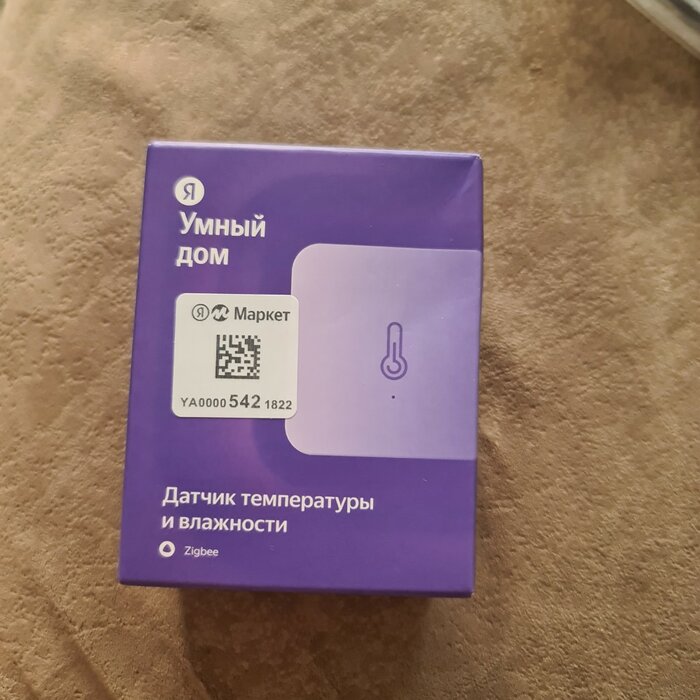 Я
Умный
дом
Я Маркет
YA0000 542 1822
Датчик температуры
и влажности
Zigbee